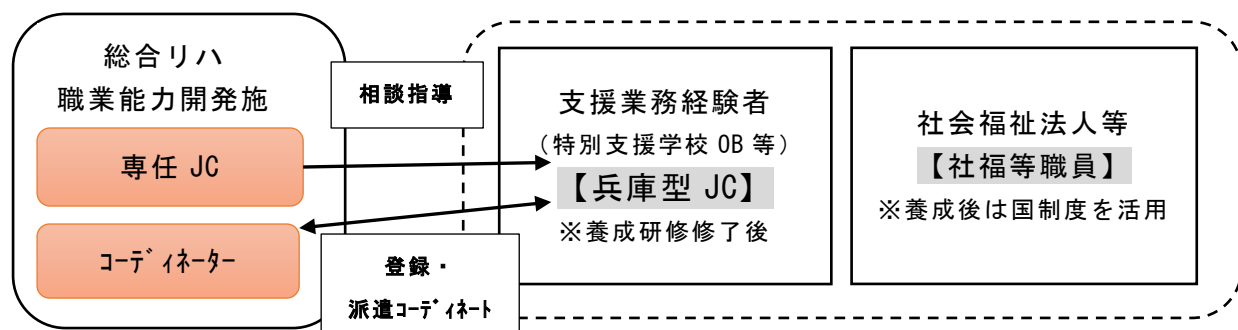 総合リハ
職業能力開発施
専任 JC
ｺｰﾃﾞｨﾈｰﾀｰ
相談指導
登録・
派遣ｺｰﾃﾞｨﾈｰﾄ
支援業務経験者
（特別支援学校 OB 等）
【兵庫型 JC】
※養成研修修了後
社会福祉法人等
【社福等職員】
※養成後は国制度を活用